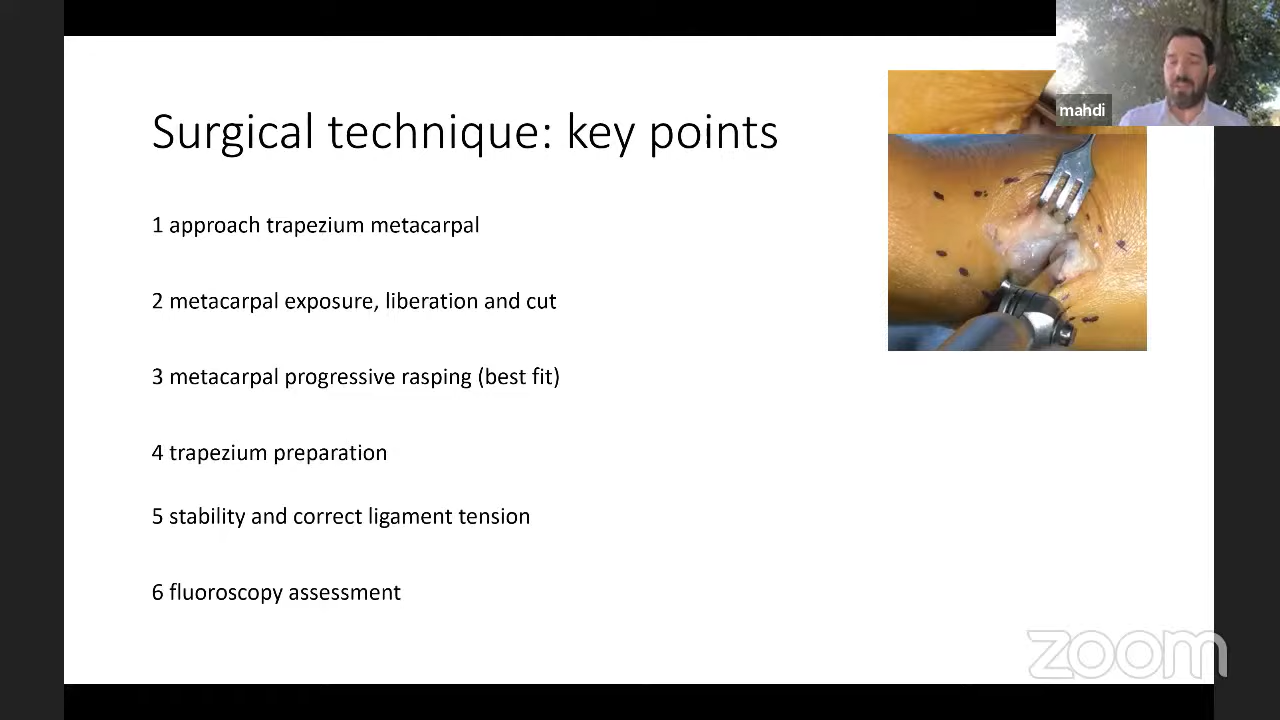 mahdi
Surgical technique: key points
1 approach trapezium metacarpal
2 metacarpal exposure, liberation and cut
3 metacarpal progressive rasping (best fit)
4 trapezium preparation
5 stability and correct ligament tension
6 fluoroscopy assessment
zoom